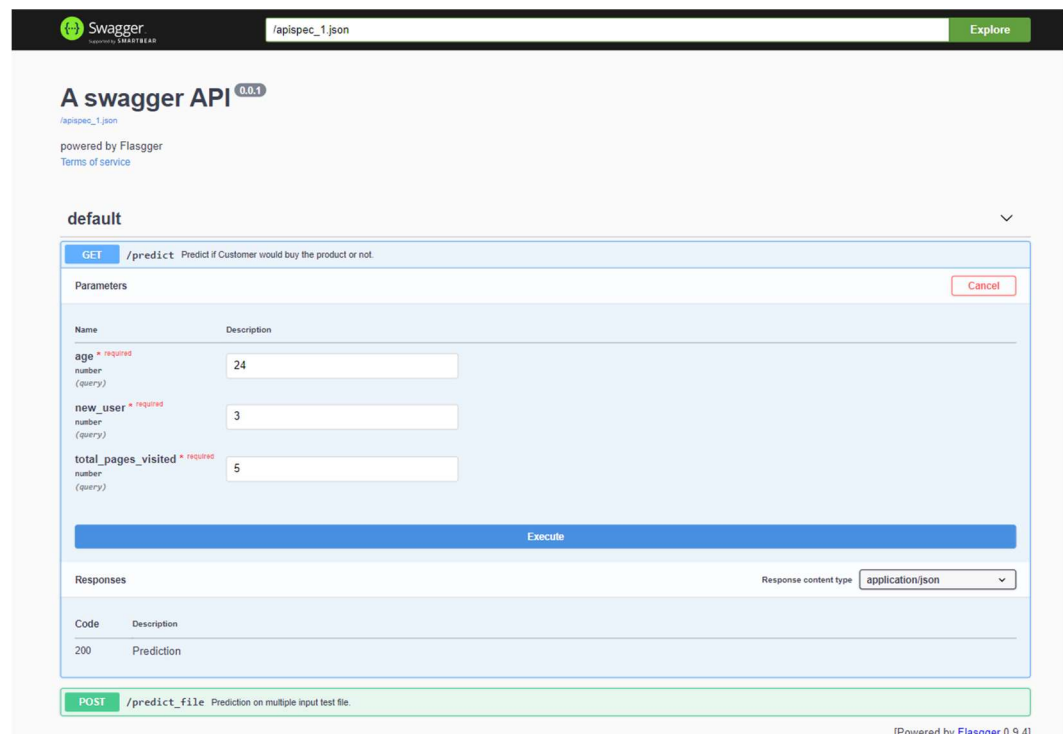 Swagger
Supported by SMARTBEAR
/apispec_1.json
Explore
A swagger API 0.0.1
/apispec_1.json
powered by Flasgger
Terms of service
default
GET /predict Predict if Customer would buy the product or not.
Parameters
Cancel
Name Description
age * required
number
(query)
24
new_user * required
number
(query)
3
total_pages_visited * required
number
(query)
5
Execute
Responses
Response content type application/json
Code Description
200 Prediction
POST /predict_file Prediction on multiple input test file.
[Powered by Flasgger 0.9.4]